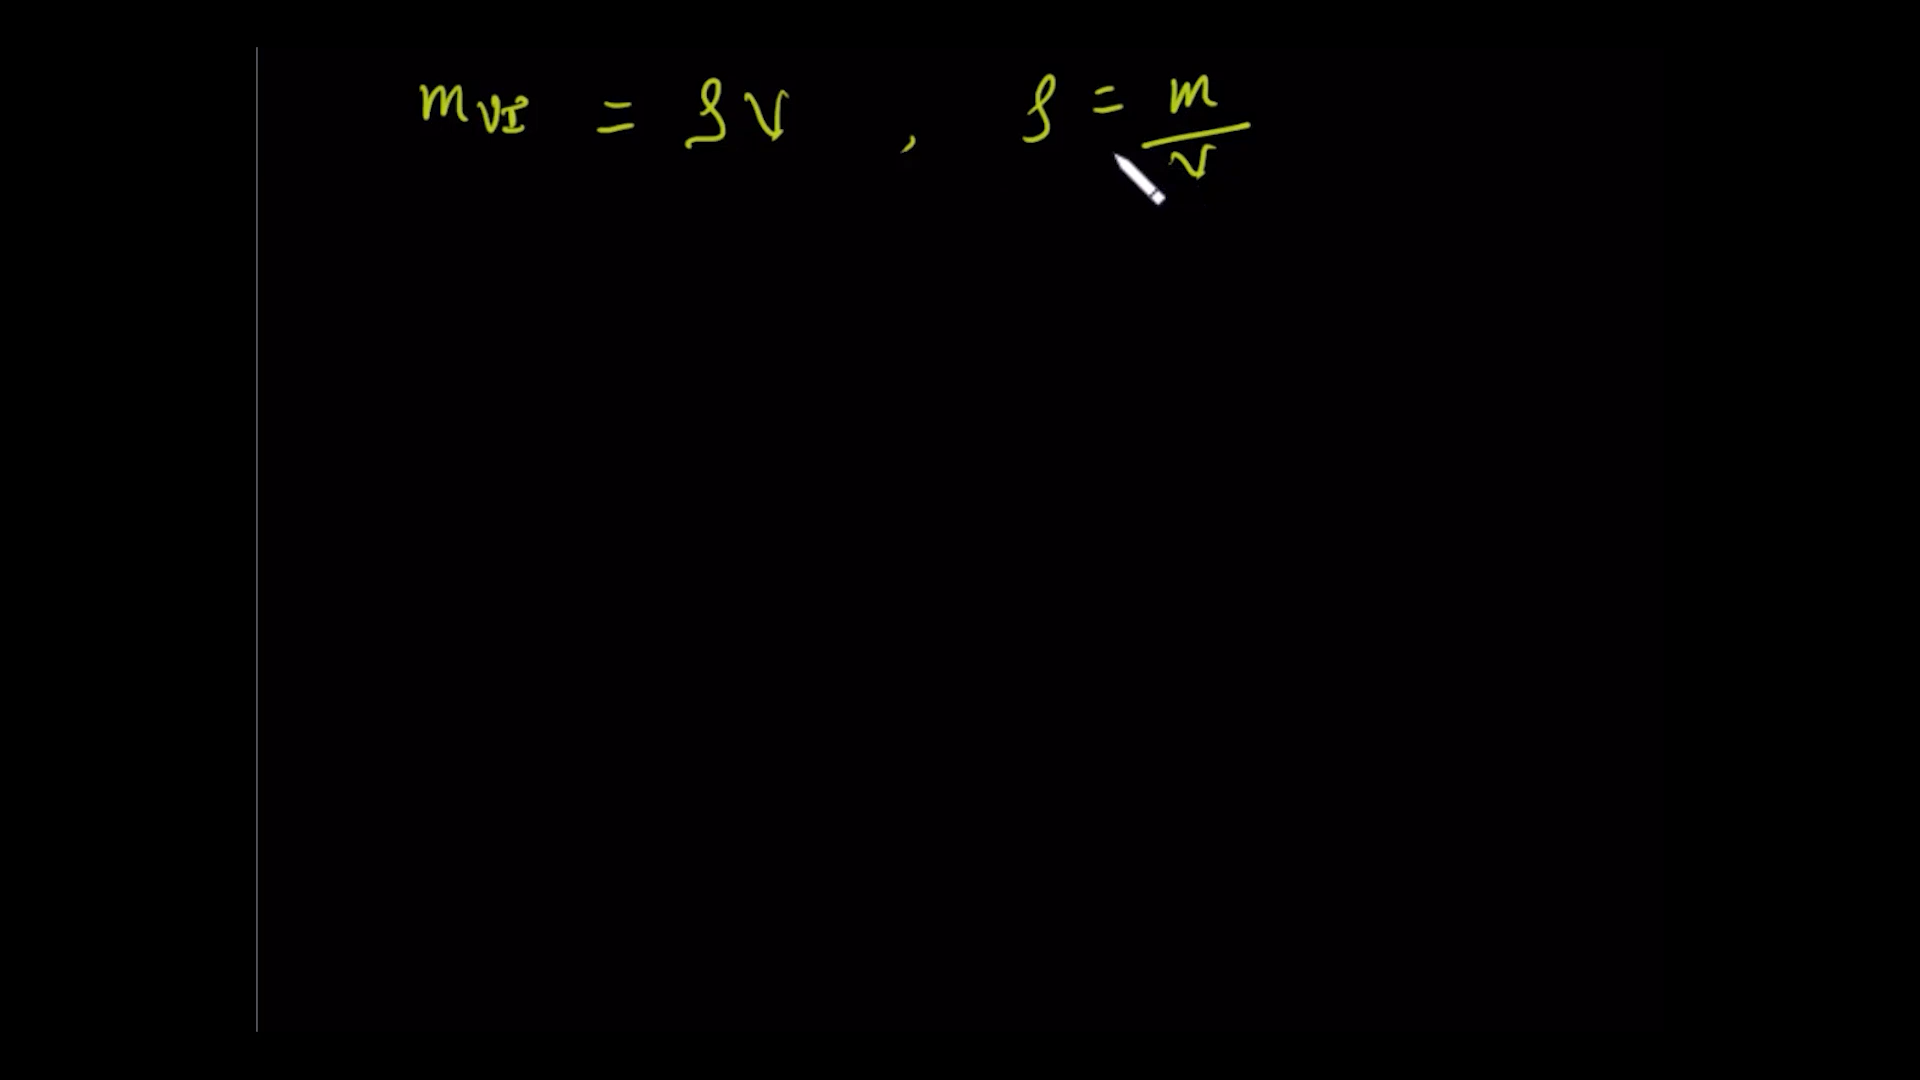 m_VI = ρV , ρ = m/V